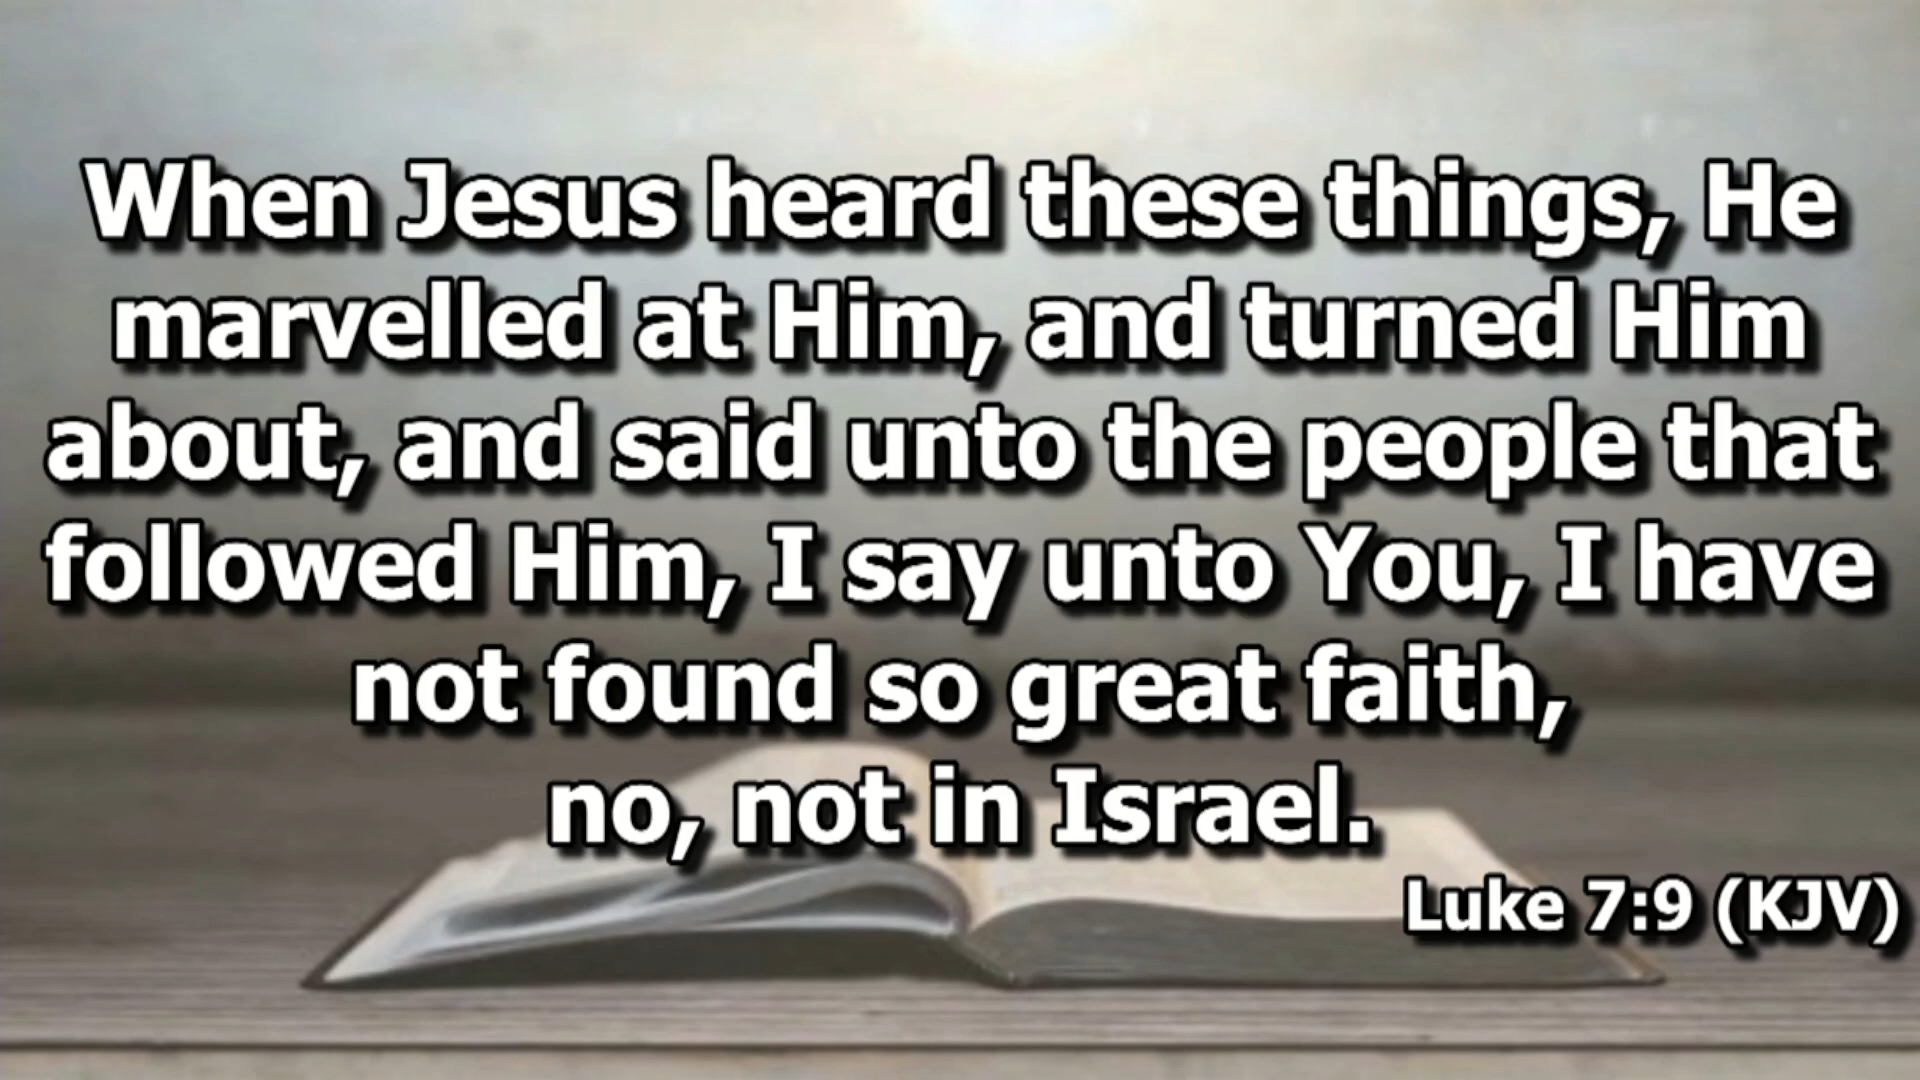 When Jesus heard these things, He
marvelled at Him, and turned Him
about, and said unto the people that
followed Him, I say unto You, I have
not found so great faith,
no, not in Israel.
Luke 7:9 (KJV)